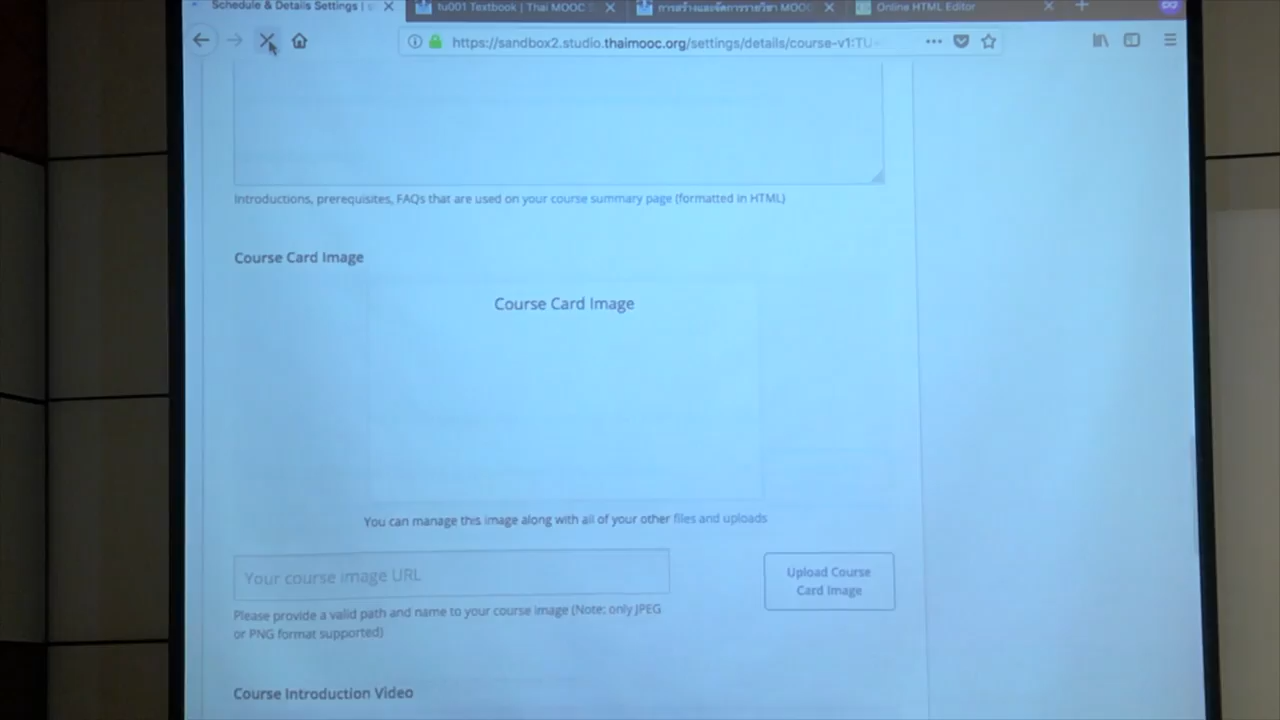 Schedule & Details Settings |
tu001 Textbook | Thai MOOC
การสร้างและจัดการรายวิชา MOOC
Online HTML Editor
https://sandbox2.studio.thaimooc.org/settings/details/course-v1:TU
Introductions, prerequisites, FAQs that are used on your course summary page (formatted in HTML)
Course Card Image
Course Card Image
You can manage this image along with all of your other files and uploads
Your course image URL
Upload Course
Card Image
Please provide a valid path and name to your course image (Note: only JPEG
or PNG format supported)
Course Introduction Video